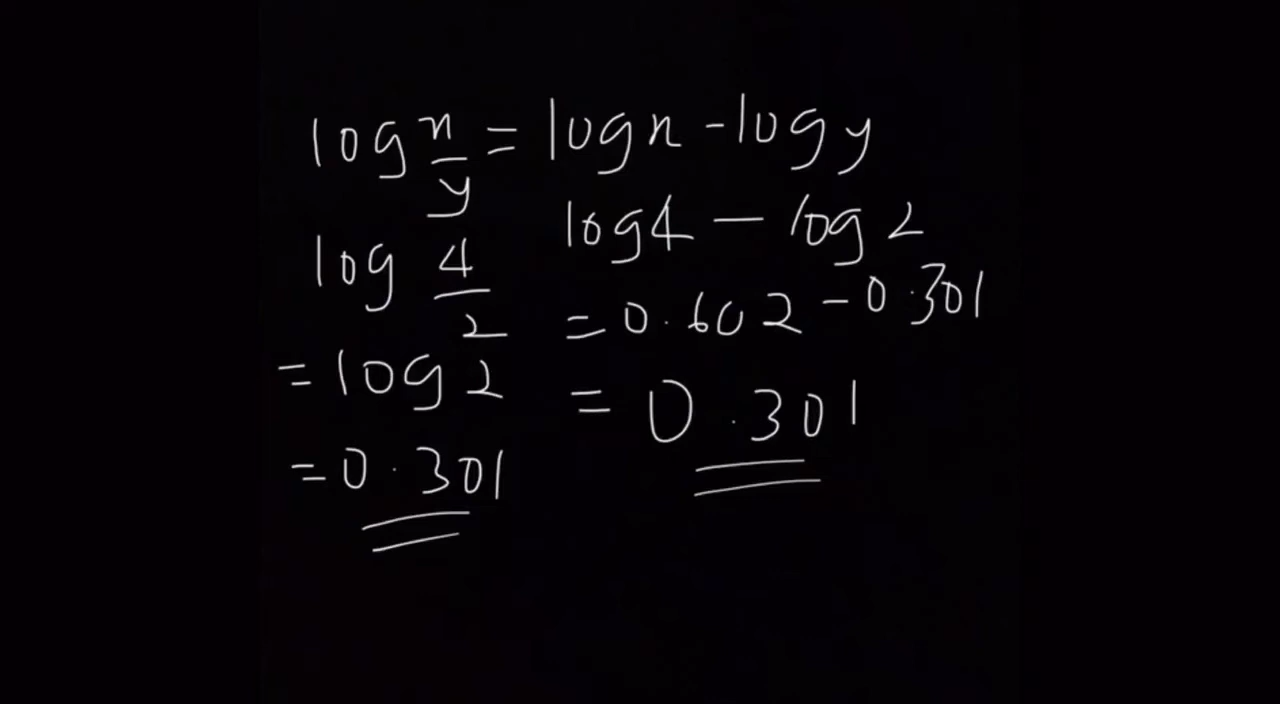 log x/y = log x - log y
log 4/2
= log 2
= 0.301
log 4 - log 2
= 0.602 - 0.301
= 0.301